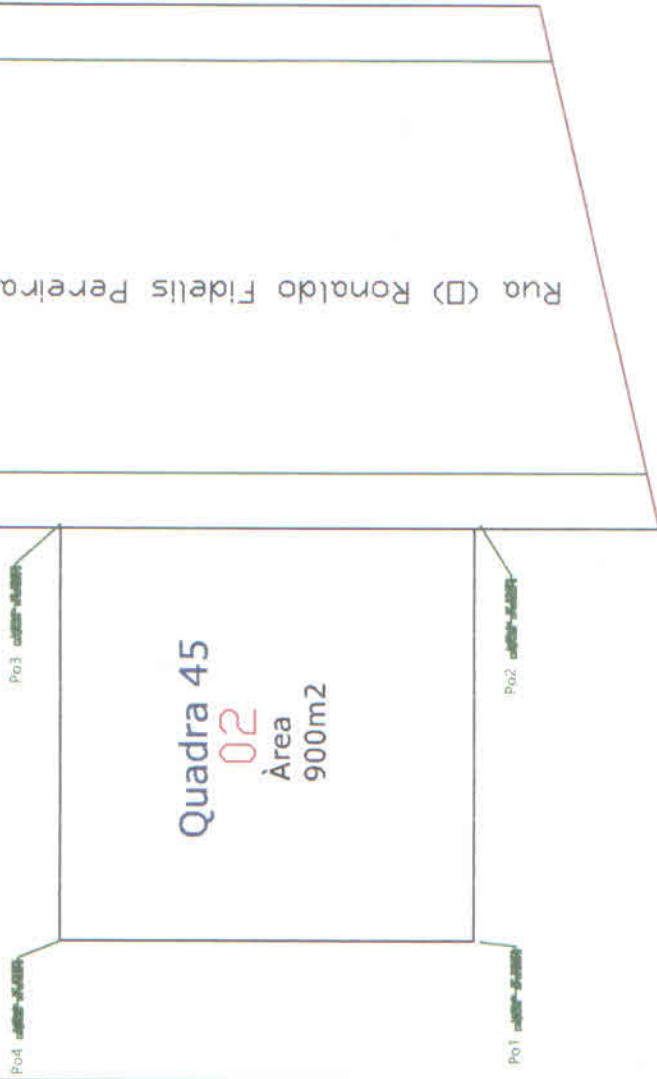 Rua (D) Ronaldo Fidelis Pereira
Po3
Po2
Quadra 45
02
Àrea
900m2
Po4
Po1